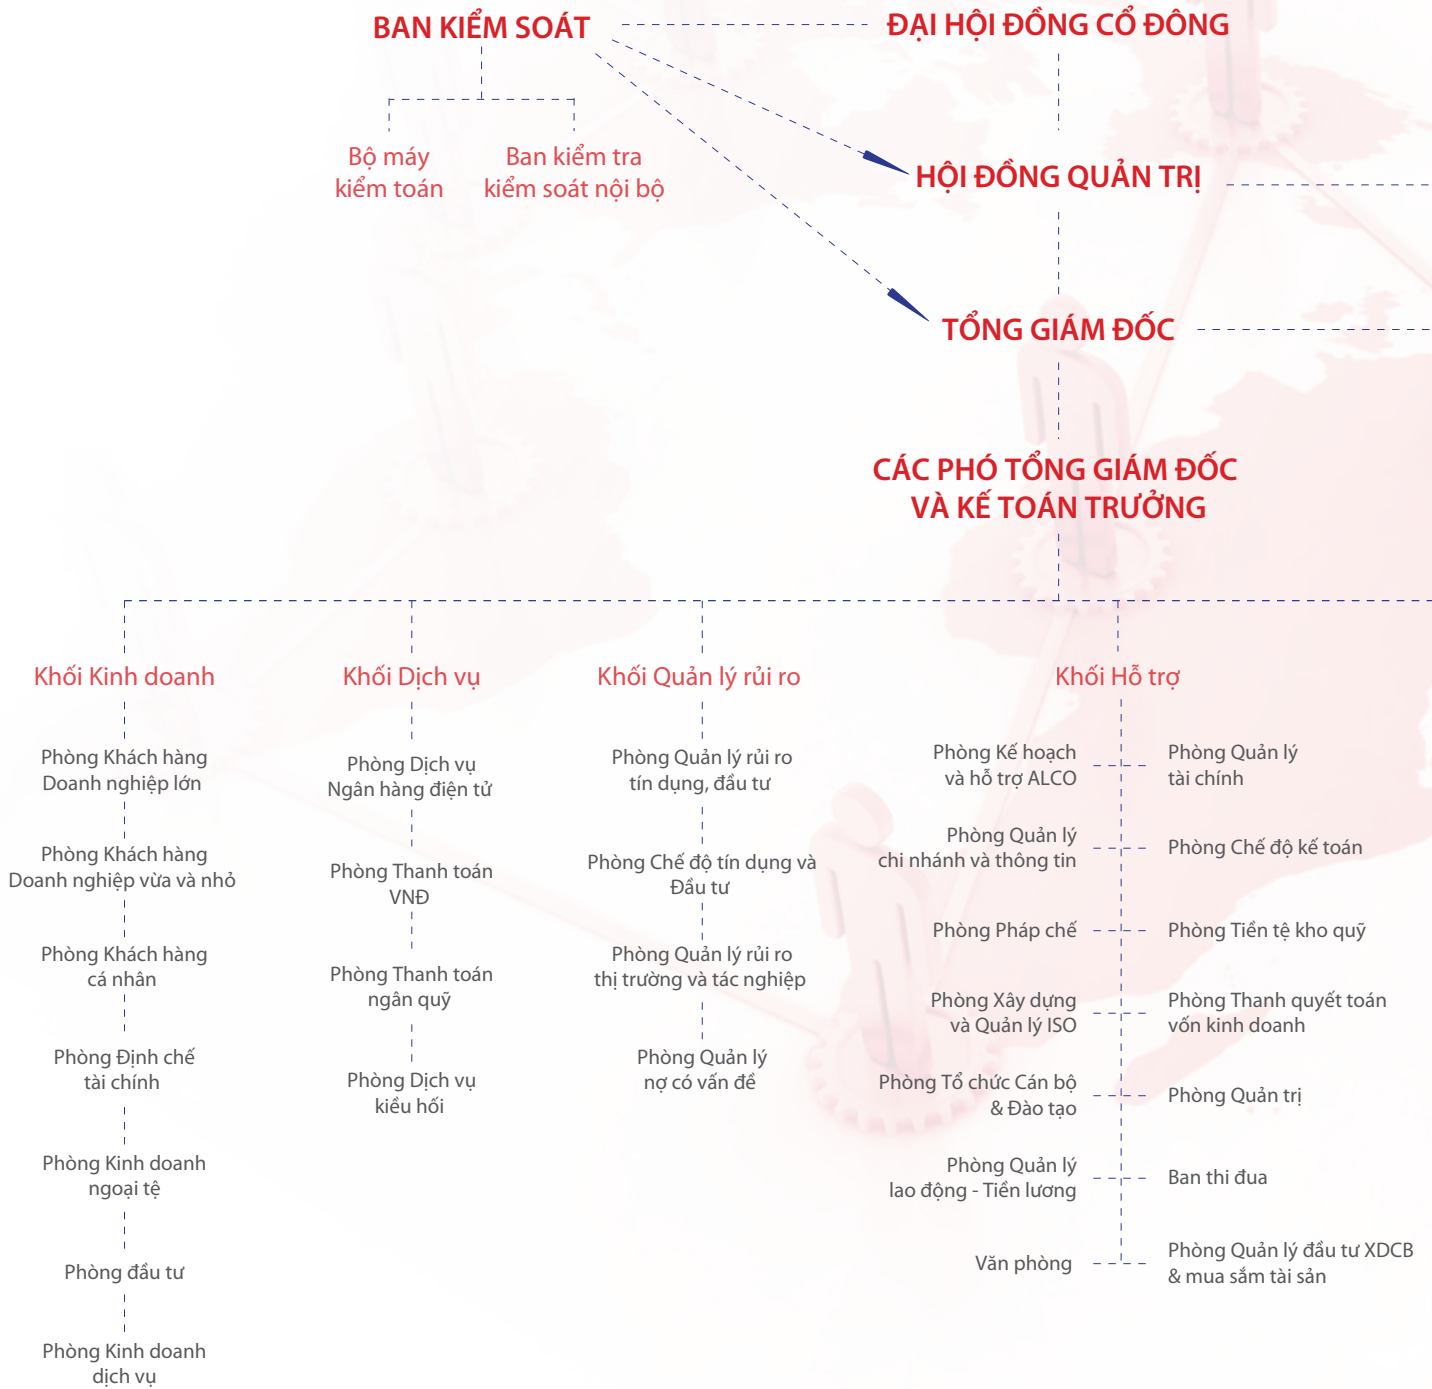 BAN KIỂM SOÁT
ĐẠI HỘI ĐỒNG CỔ ĐÔNG
Bộ máy
kiểm toán
Ban kiểm tra
kiểm soát nội bộ
HỘI ĐỒNG QUẢN TRỊ
TỔNG GIÁM ĐỐC
CÁC PHÓ TỔNG GIÁM ĐỐC
VÀ KẾ TOÁN TRƯỞNG
Khối Kinh doanh
Phòng Khách hàng
Doanh nghiệp lớn
Phòng Khách hàng
Doanh nghiệp vừa và nhỏ
Phòng Khách hàng
cá nhân
Phòng Định chế
tài chính
Phòng Kinh doanh
ngoại tệ
Phòng đầu tư
Phòng Kinh doanh
dịch vụ
Khối Dịch vụ
Phòng Dịch vụ
Ngân hàng điện tử
Phòng Thanh toán
VNĐ
Phòng Thanh toán
ngân quỹ
Phòng Dịch vụ
kiều hối
Khối Quản lý rủi ro
Phòng Quản lý rủi ro
tín dụng, đầu tư
Phòng Chế độ tín dụng và
Đầu tư
Phòng Quản lý rủi ro
thị trường và tác nghiệp
Phòng Quản lý
nợ có vấn đề
Khối Hỗ trợ
Phòng Kế hoạch
và hỗ trợ ALCO
Phòng Quản lý
chi nhánh và thông tin
Phòng Pháp chế
Phòng Xây dựng
và Quản lý ISO
Phòng Tổ chức Cán bộ
& Đào tạo
Phòng Quản lý
lao động - Tiền lương
Văn phòng
Phòng Quản lý
tài chính
Phòng Chế độ kế toán
Phòng Tiền tệ kho quỹ
Phòng Thanh quyết toán
vốn kinh doanh
Phòng Quản trị
Ban thi đua
Phòng Quản lý đầu tư XDCB
& mua sắm tài sản